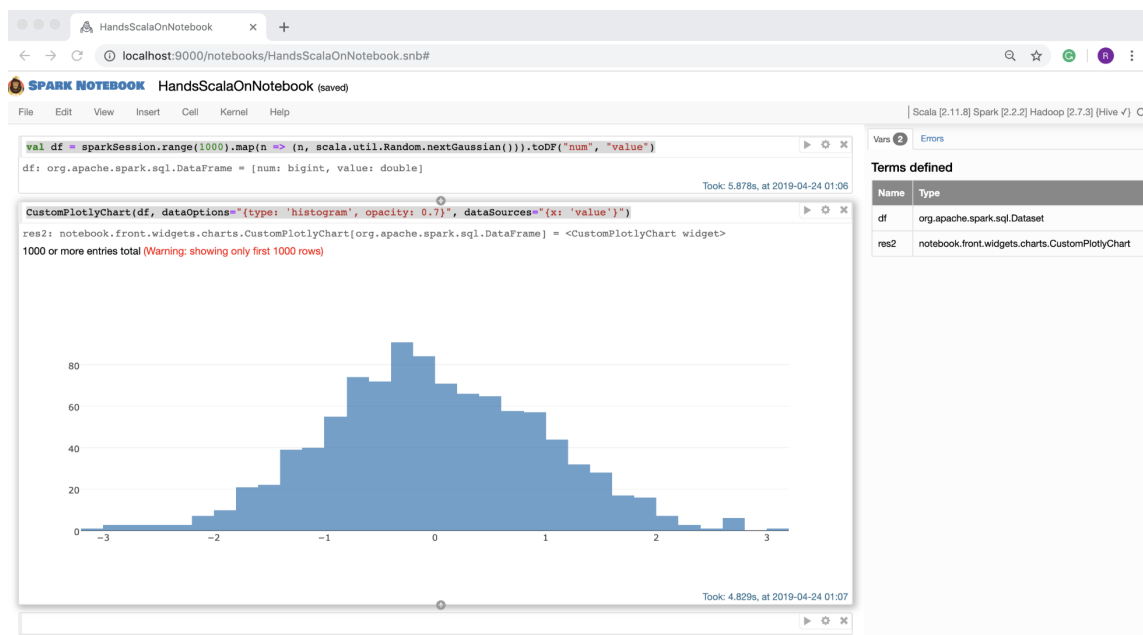 HandsScalaOnNotebook
localhost:9000/notebooks/HandsScalaOnNotebook.snb#
R
SPARK NOTEBOOK HandsScalaOnNotebook (saved)
File Edit View Insert Cell Kernel Help
Scala [2.11.8] Spark [2.2.2] Hadoop [2.7.3] {Hive ✓}
val df = sparkSession.range(1000).map(n => (n, scala.util.Random.nextGaussian())).toDF("num", "value")
df: org.apache.spark.sql.DataFrame = [num: bigint, value: double]
Took: 5.878s, at 2019-04-24 01:06
CustomPlotlyChart(df, dataOptions="{type: 'histogram', opacity: 0.7}", dataSources="{x: 'value'}")
res2: notebook.front.widgets.charts.CustomPlotlyChart[org.apache.spark.sql.DataFrame] = <CustomPlotlyChart widget>
1000 or more entries total (Warning: showing only first 1000 rows)
80
60
40
20
0
−3 −2 −1 0 1 2 3
Took: 4.829s, at 2019-04-24 01:07
Vars 2 Errors
Terms defined
Name Type
df org.apache.spark.sql.Dataset
res2 notebook.front.widgets.charts.CustomPlotlyChart